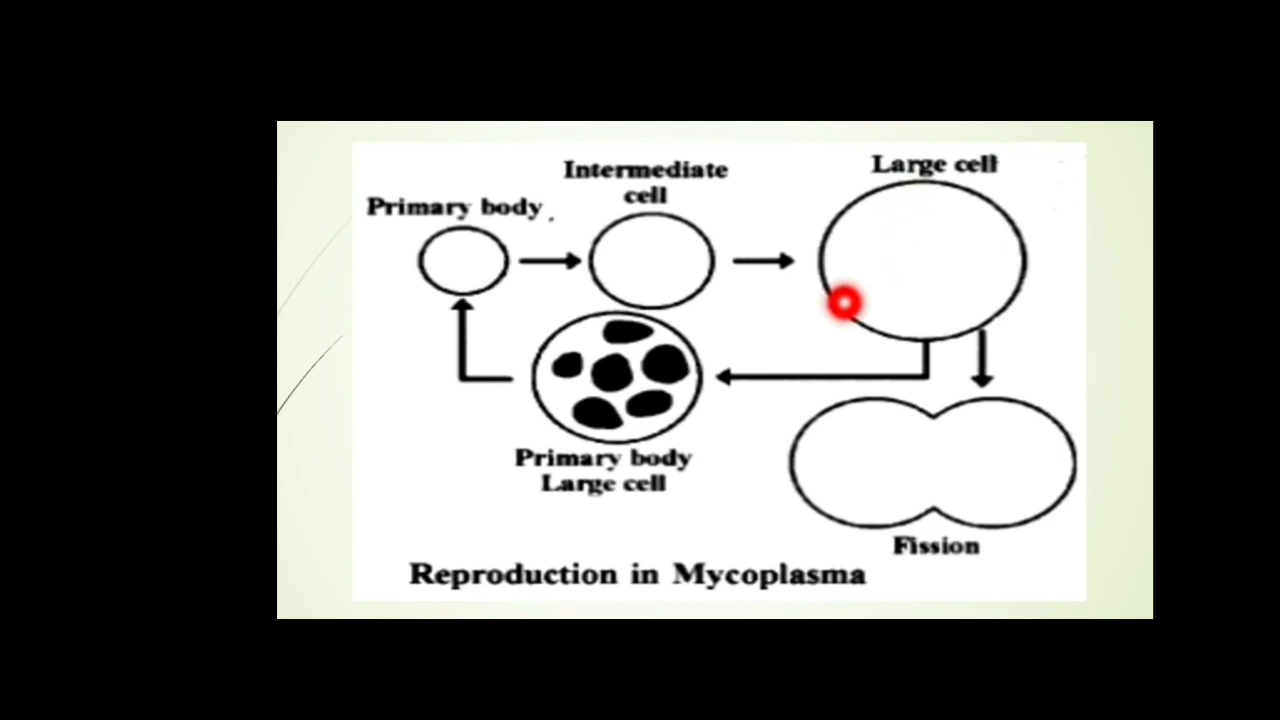 Intermediate
cell
Large cell
Primary body
Primary body
Large cell
Fission
Reproduction in Mycoplasma